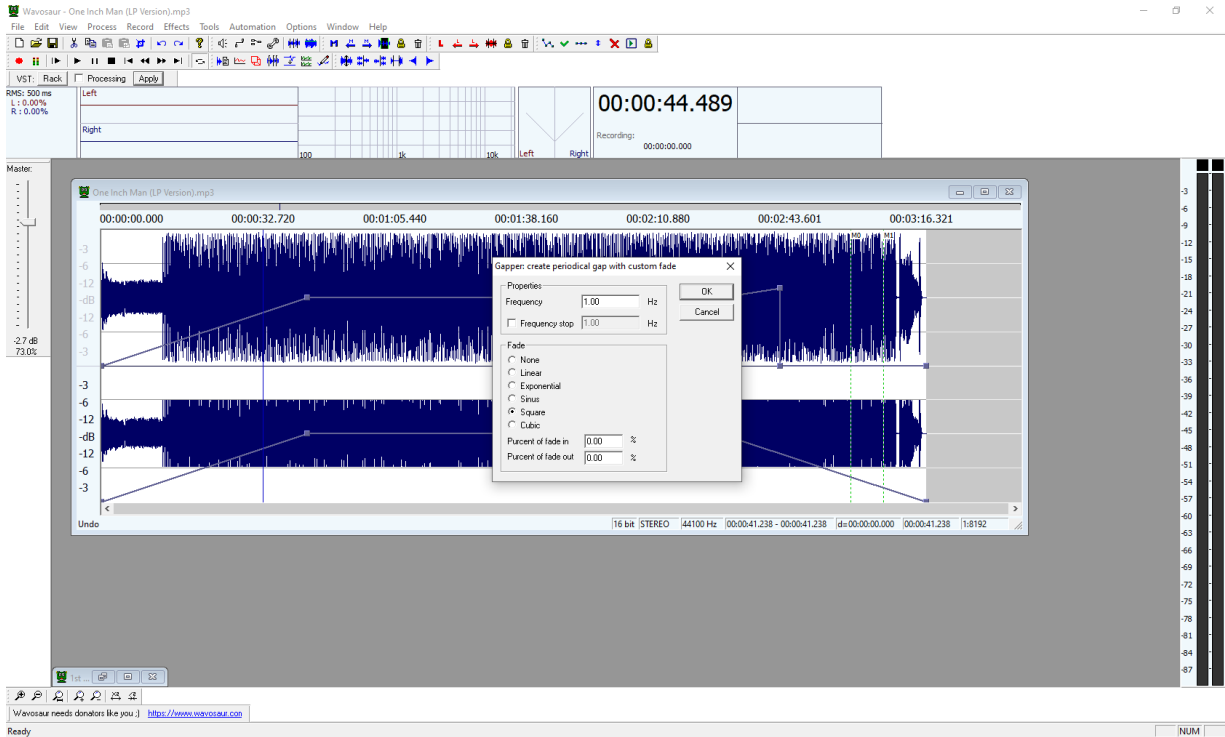 Wavosaur - One Inch Man (LP Version).mp3
File Edit View Process Record Effects Tools Automation Options Window Help
VST: Rack Processing Apply
RMS: 500 ms
L : 0.00%
R : 0.00%
Left
Right
100 1k 10k
Left Right
00:00:44.489
Recording:
00:00:00.000
Master:
-2.7 dB
73.0%
One Inch Man (LP Version).mp3
00:00:00.000 00:00:32.720 00:01:05.440 00:01:38.160 00:02:10.880 00:02:43.601 00:03:16.321
M0 M1
-3
-6
-12
-dB
-12
-6
-3
-3
-6
-12
-dB
-12
-6
-3
Gapper: create periodical gap with custom fade
Properties
Frequency 1.00 Hz
Frequency stop 1.00 Hz
Fade
None
Linear
Exponential
Sinus
Square
Cubic
Purcent of fade in 0.00 %
Purcent of fade out 0.00 %
OK
Cancel
Undo
16 bit STEREO 44100 Hz 00:00:41.238 - 00:00:41.238 d=00:00:00.000 00:00:41.238 1:8192
-3
-6
-9
-12
-15
-18
-21
-24
-27
-30
-33
-36
-39
-42
-45
-48
-51
-54
-57
-60
-63
-66
-69
-72
-75
-78
-81
-84
-87
1st ...
Wavosaur needs donators like you ;) https://www.wavosaur.con
Ready
NUM